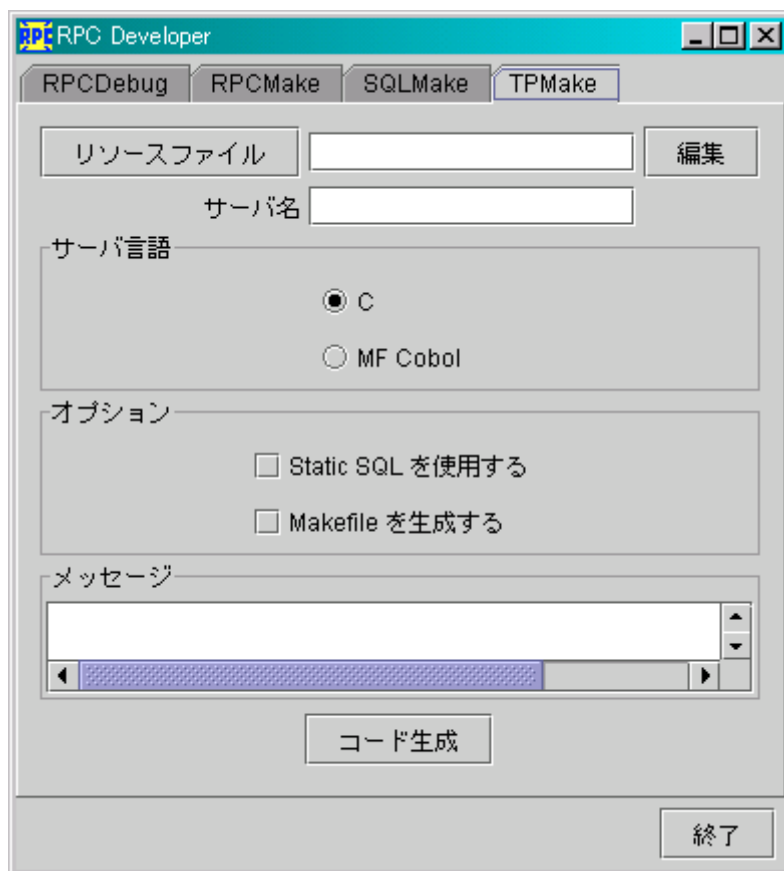 RPC RPC Developer
RPCDebug RPCMake SQLMake TPMake
リソースファイル 編集
サーバ名
サーバ言語
C
MF Cobol
オプション
Static SQL を使用する
Makefile を生成する
メッセージ
コード生成
終了